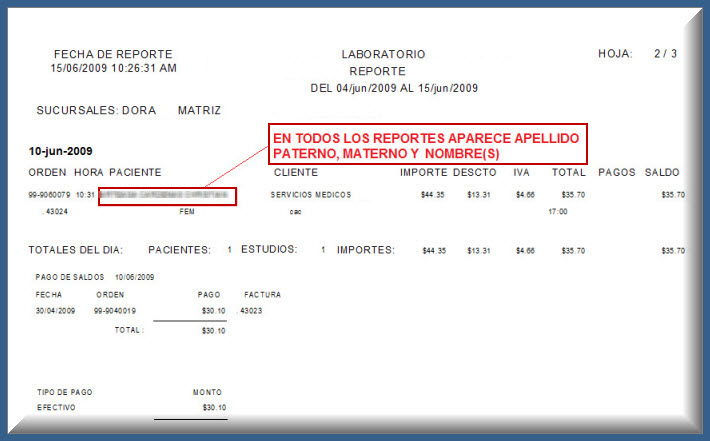 FECHA DE REPORTE LABORATORIO HOJA: 2 / 3
15/06/2009 10:26:31 AM REPORTE
DEL 04/jun/2009 AL 15/jun/2009
SUCURSALES: DORA MATRIZ
EN TODOS LOS REPORTES APARECE APELLIDO
PATERNO, MATERNO Y NOMBRE(S)
10-jun-2009
ORDEN HORA PACIENTE CLIENTE IMPORTE DESCTO IVA TOTAL PAGOS SALDO
99-9060079 10:31 SERVICIOS MEDICOS $44.35 $13.31 $4.66 $35.70 $35.70
. 43024 FEM cac 17:00
TOTALES DEL DIA: PACIENTES: 1 ESTUDIOS: 1 IMPORTES: $44.35 $13.31 $4.66 $35.70 $35.70
PAGO DE SALDOS 10/06/2009
FECHA ORDEN PAGO FACTURA
30/04/2009 99-9040019 $30.10 . 43023
TOTAL: $30.10
TIPO DE PAGO MONTO
EFECTIVO $30.10